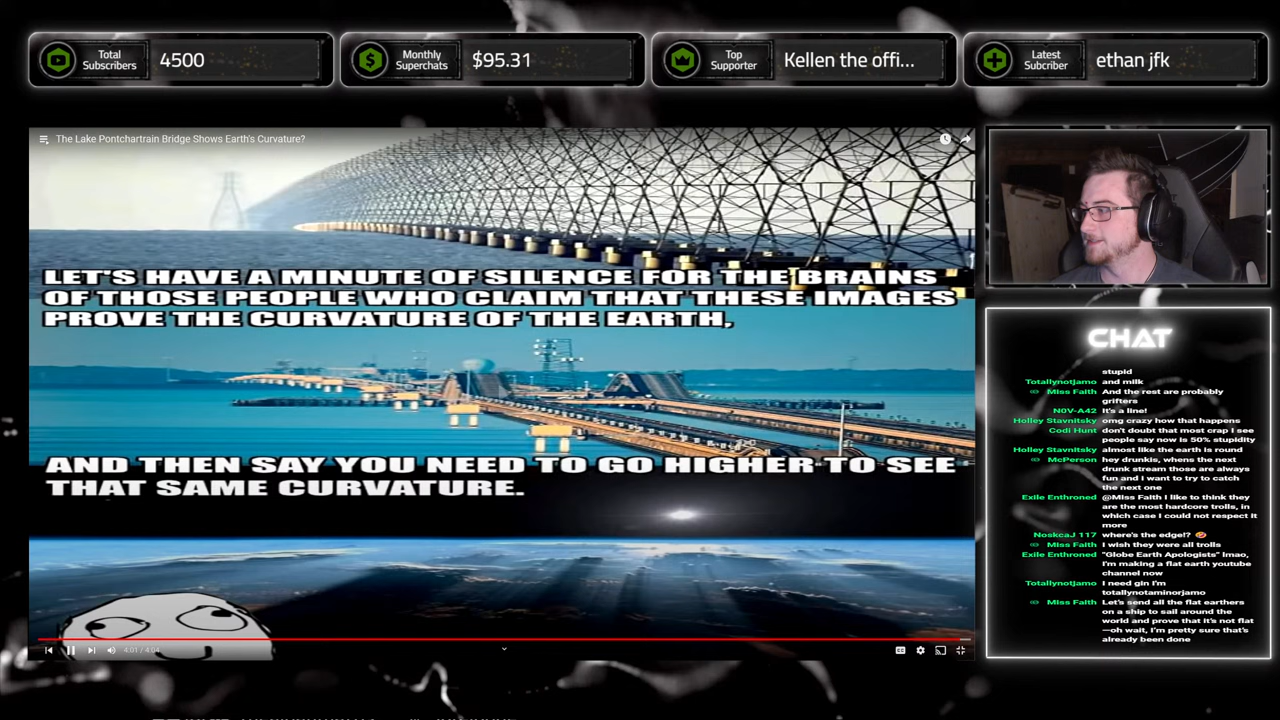 Total
Subscribers
4500
Monthly
Superchats
$95.31
Top
Supporter
Kellen the offi...
Latest
Subcriber
ethan jfk
The Lake Pontchartrain Bridge Shows Earth's Curvature?
LET'S HAVE A MINUTE OF SILENCE FOR THE BRAINS
OF THOSE PEOPLE WHO CLAIM THAT THESE IMAGES
PROVE THE CURVATURE OF THE EARTH,
AND THEN SAY YOU NEED TO GO HIGHER TO SEE
THAT SAME CURVATURE.
4:01 / 4:04
CC
CHAT
stupid
Totallynotjamo and milk
Miss Faith And the rest are probably
grifters
N0V-A42 It's a line!
Holley Stavnitsky omg crazy how that happens
Codi Hunt don't doubt that most crap i see
people say now is 50% stupidity
Holley Stavnitsky almost like the earth is round
McPerson hey drunkis, whens the next
drunk stream those are always
fun and i want to try to catch
the next one
Exile Enthroned @Miss Faith I like to think they
are the most hardcore trolls, in
which case I could not respect it
more
NoskcaJ 117 where's the edge!? 🤣
Miss Faith I wish they were all trolls
Exile Enthroned "Globe Earth Apologists" lmao,
I'm making a flat earth youtube
channel now
Totallynotjamo I need gin I'm
totallynotaminorjamo
Miss Faith Let's send all the flat earthers
on a ship to sail around the
world and prove that it's not flat
—oh wait, I'm pretty sure that's
already been done